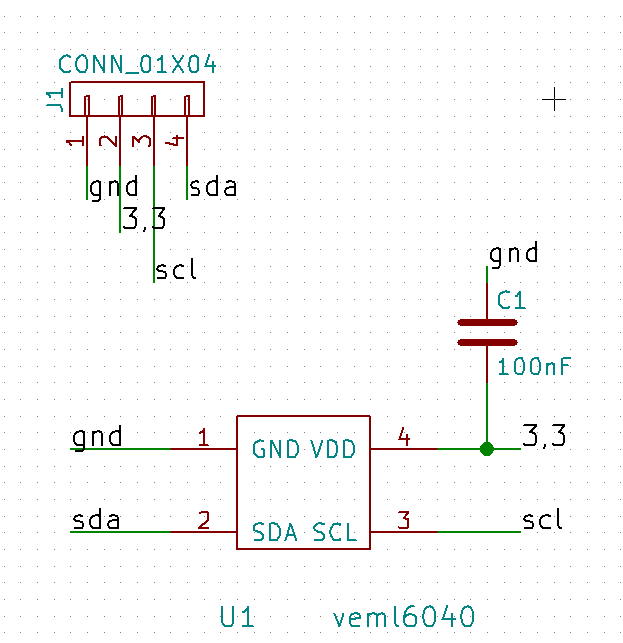 CONN_01X04
J1
1 2 3 4
gnd sda
3,3
scl
gnd
C1
100nF
gnd 1 GND VDD 4 3,3
sda 2 SDA SCL 3 scl
U1 veml6040